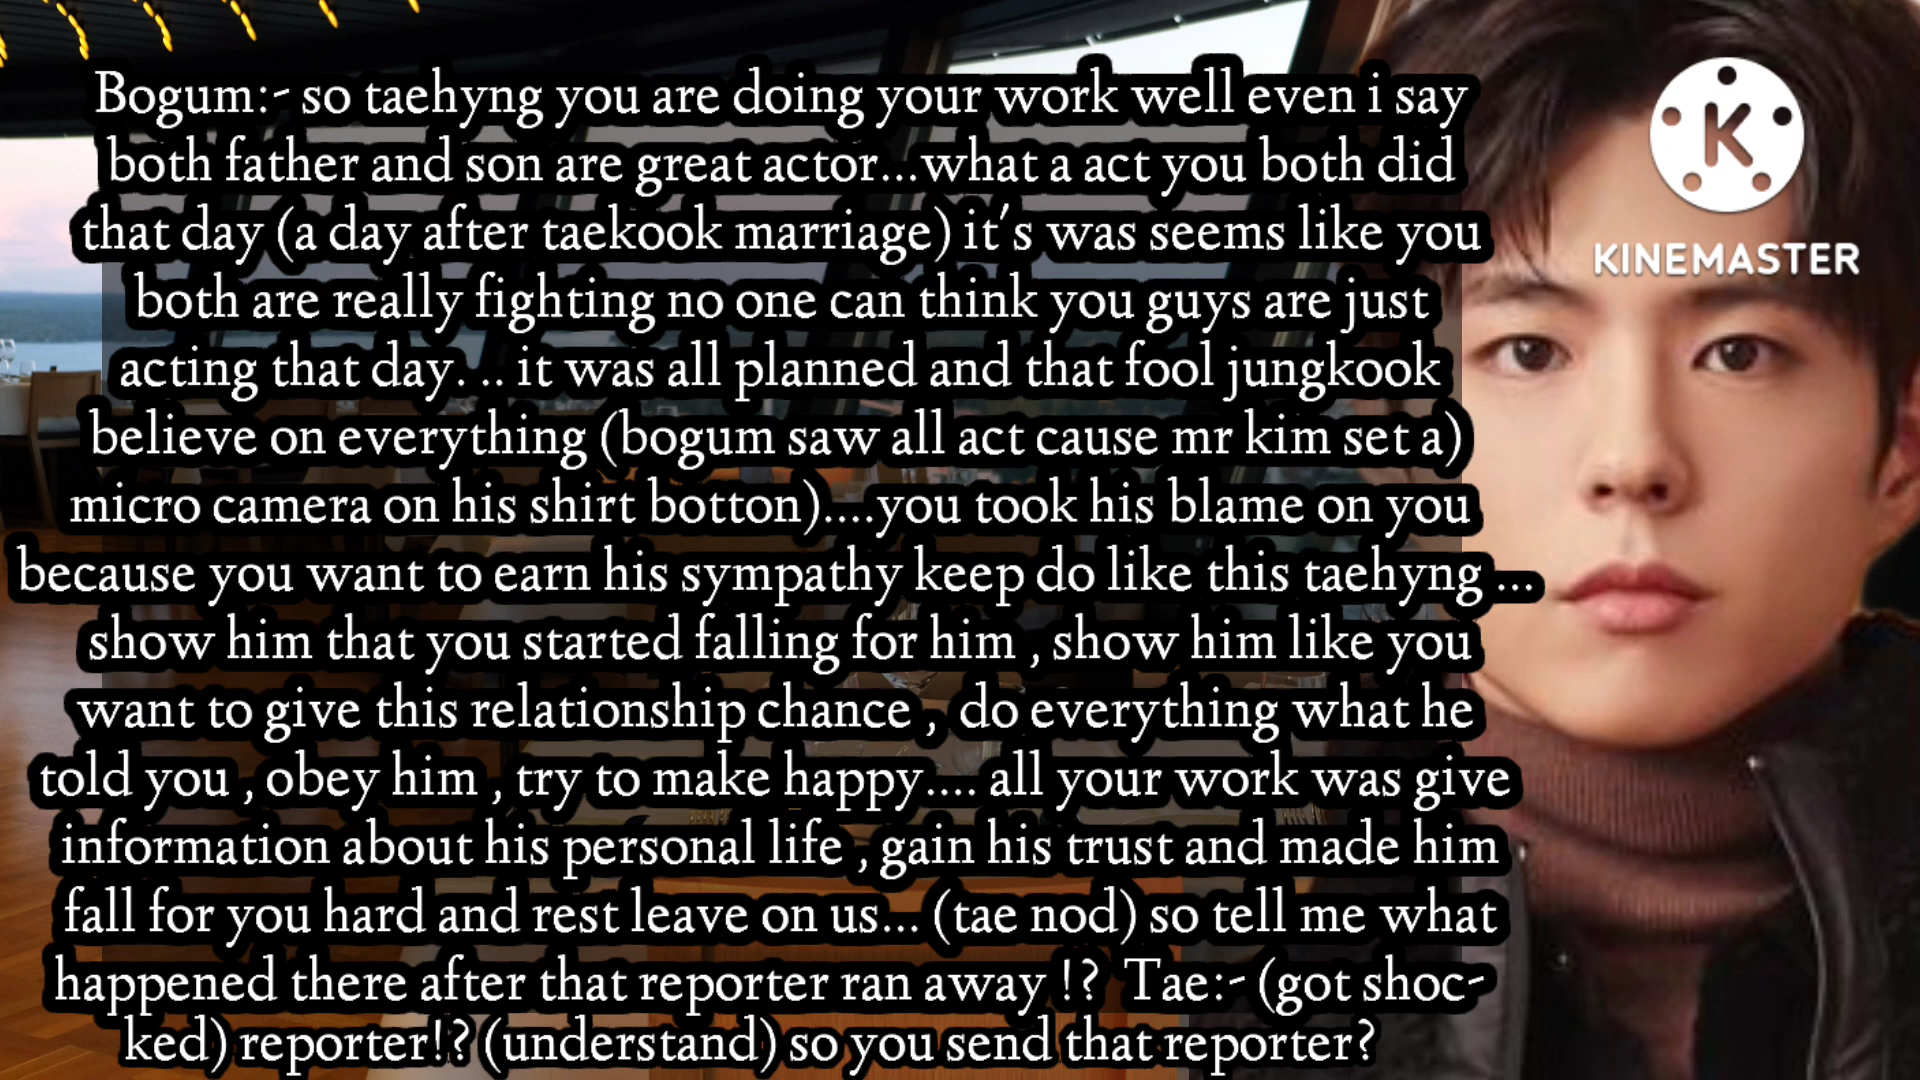 Bogum:- so taehyng you are doing your work well even i say
both father and son are great actor...what a act you both did
that day (a day after taekook marriage) it's was seems like you
both are really fighting no one can think you guys are just
acting that day. .. it was all planned and that fool jungkook
believe on everything (bogum saw all act cause mr kim set a)
micro camera on his shirt botton)....you took his blame on you
because you want to earn his sympathy keep do like this taehyng ...
show him that you started falling for him , show him like you
want to give this relationship chance , do everything what he
told you , obey him , try to make happy.... all your work was give
information about his personal life , gain his trust and made him
fall for you hard and rest leave on us... (tae nod) so tell me what
happened there after that reporter ran away !? Tae:- (got shoc-
ked) reporter!? (understand) so you send that reporter?
K
KINEMASTER